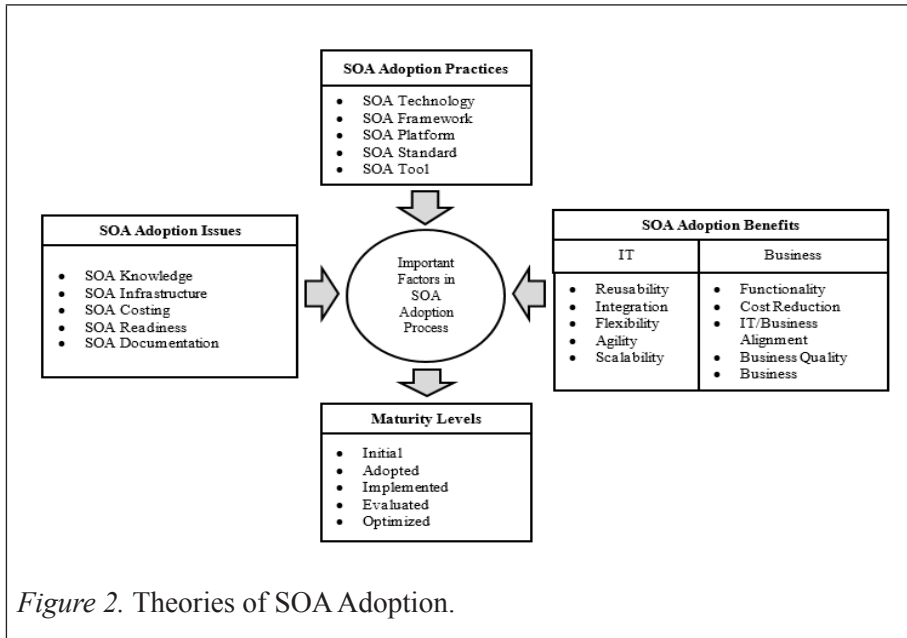 SOA Adoption Practices
• SOA Technology
• SOA Framework
• SOA Platform
• SOA Standard
• SOA Tool
SOA Adoption Issues
• SOA Knowledge
• SOA Infrastructure
• SOA Costing
• SOA Readiness
• SOA Documentation
Important
Factors in
SOA
Adoption
Process
SOA Adoption Benefits
IT
• Reusability
• Integration
• Flexibility
• Agility
• Scalability
Business
• Functionality
• Cost Reduction
• IT/Business
Alignment
• Business Quality
• Business
Maturity Levels
• Initial
• Adopted
• Implemented
• Evaluated
• Optimized
Figure 2. Theories of SOA Adoption.